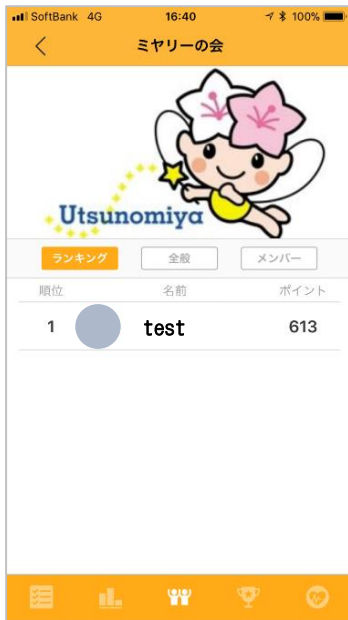 SoftBank 4G 16:40 100%
ミヤリーの会
Utsunomiya
ランキング 全般 メンバー
順位 名前 ポイント
1 test 613